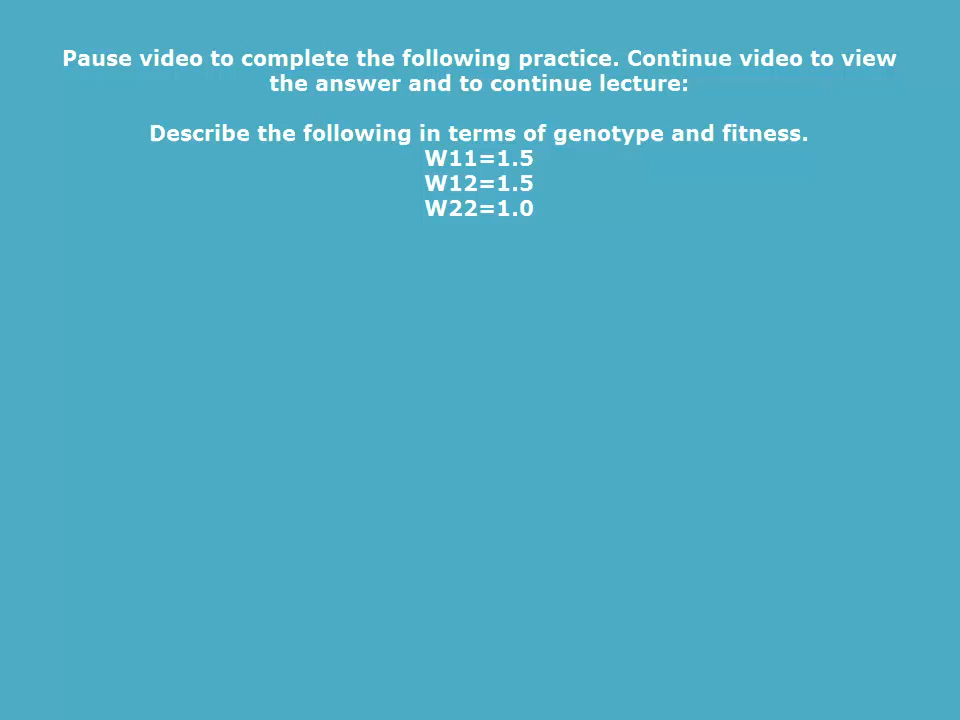 Pause video to complete the following practice. Continue video to view
the answer and to continue lecture:
Describe the following in terms of genotype and fitness.
W11=1.5
W12=1.5
W22=1.0